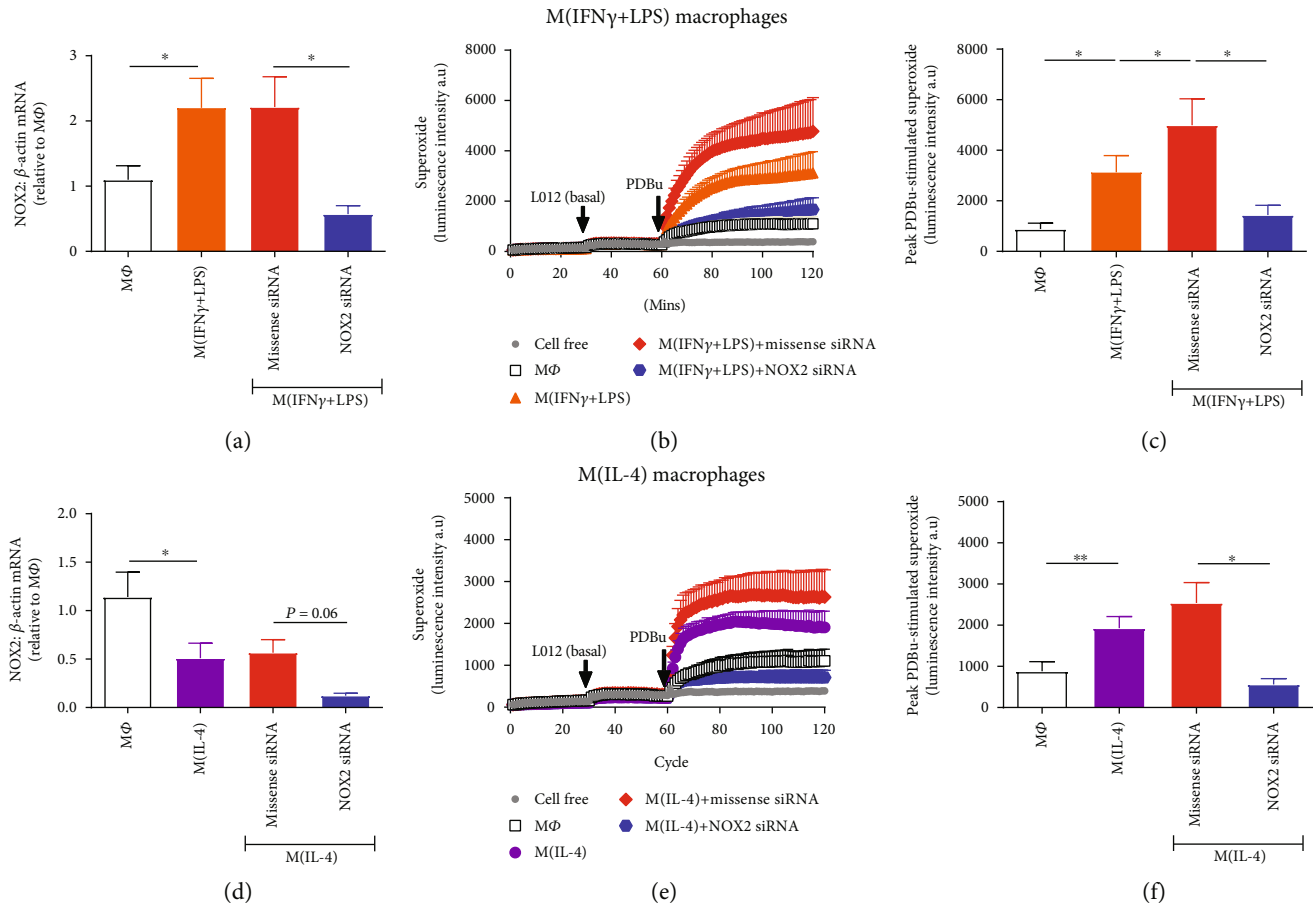 M(IFNγ+LPS) macrophages
NOX2: β-actin mRNA
(relative to MΦ)
3
2
1
0
*
*
MΦ
M(IFNγ+LPS)
Missense siRNA
NOX2 siRNA
M(IFNγ+LPS)
(a)
Superoxide
(luminescence intensity a.u)
8000
6000
4000
2000
0
L012 (basal)
PDBu
0
20
40
60
80
100
120
(Mins)
Cell free
MΦ
M(IFNγ+LPS)
M(IFNγ+LPS)+missense siRNA
M(IFNγ+LPS)+NOX2 siRNA
(b)
Peak PDBu-stimulated superoxide
(luminescence intensity a.u)
8000
6000
4000
2000
0
*
*
*
MΦ
M(IFNγ+LPS)
Missense siRNA
NOX2 siRNA
M(IFNγ+LPS)
(c)
M(IL-4) macrophages
NOX2: β-actin mRNA
(relative to MΦ)
2.0
1.5
1.0
0.5
0.0
*
P = 0.06
MΦ
M(IL-4)
Missense siRNA
NOX2 siRNA
M(IL-4)
(d)
Superoxide
(luminescence intensity a.u)
5000
4000
3000
2000
1000
0
L012 (basal)
PDBu
0
20
40
60
80
100
120
Cycle
Cell free
MΦ
M(IL-4)
M(IL-4)+missense siRNA
M(IL-4)+NOX2 siRNA
(e)
Peak PDBu-stimulated superoxide
(luminescence intensity a.u)
5000
4000
3000
2000
1000
0
**
*
MΦ
M(IL-4)
Missense siRNA
NOX2 siRNA
M(IL-4)
(f)